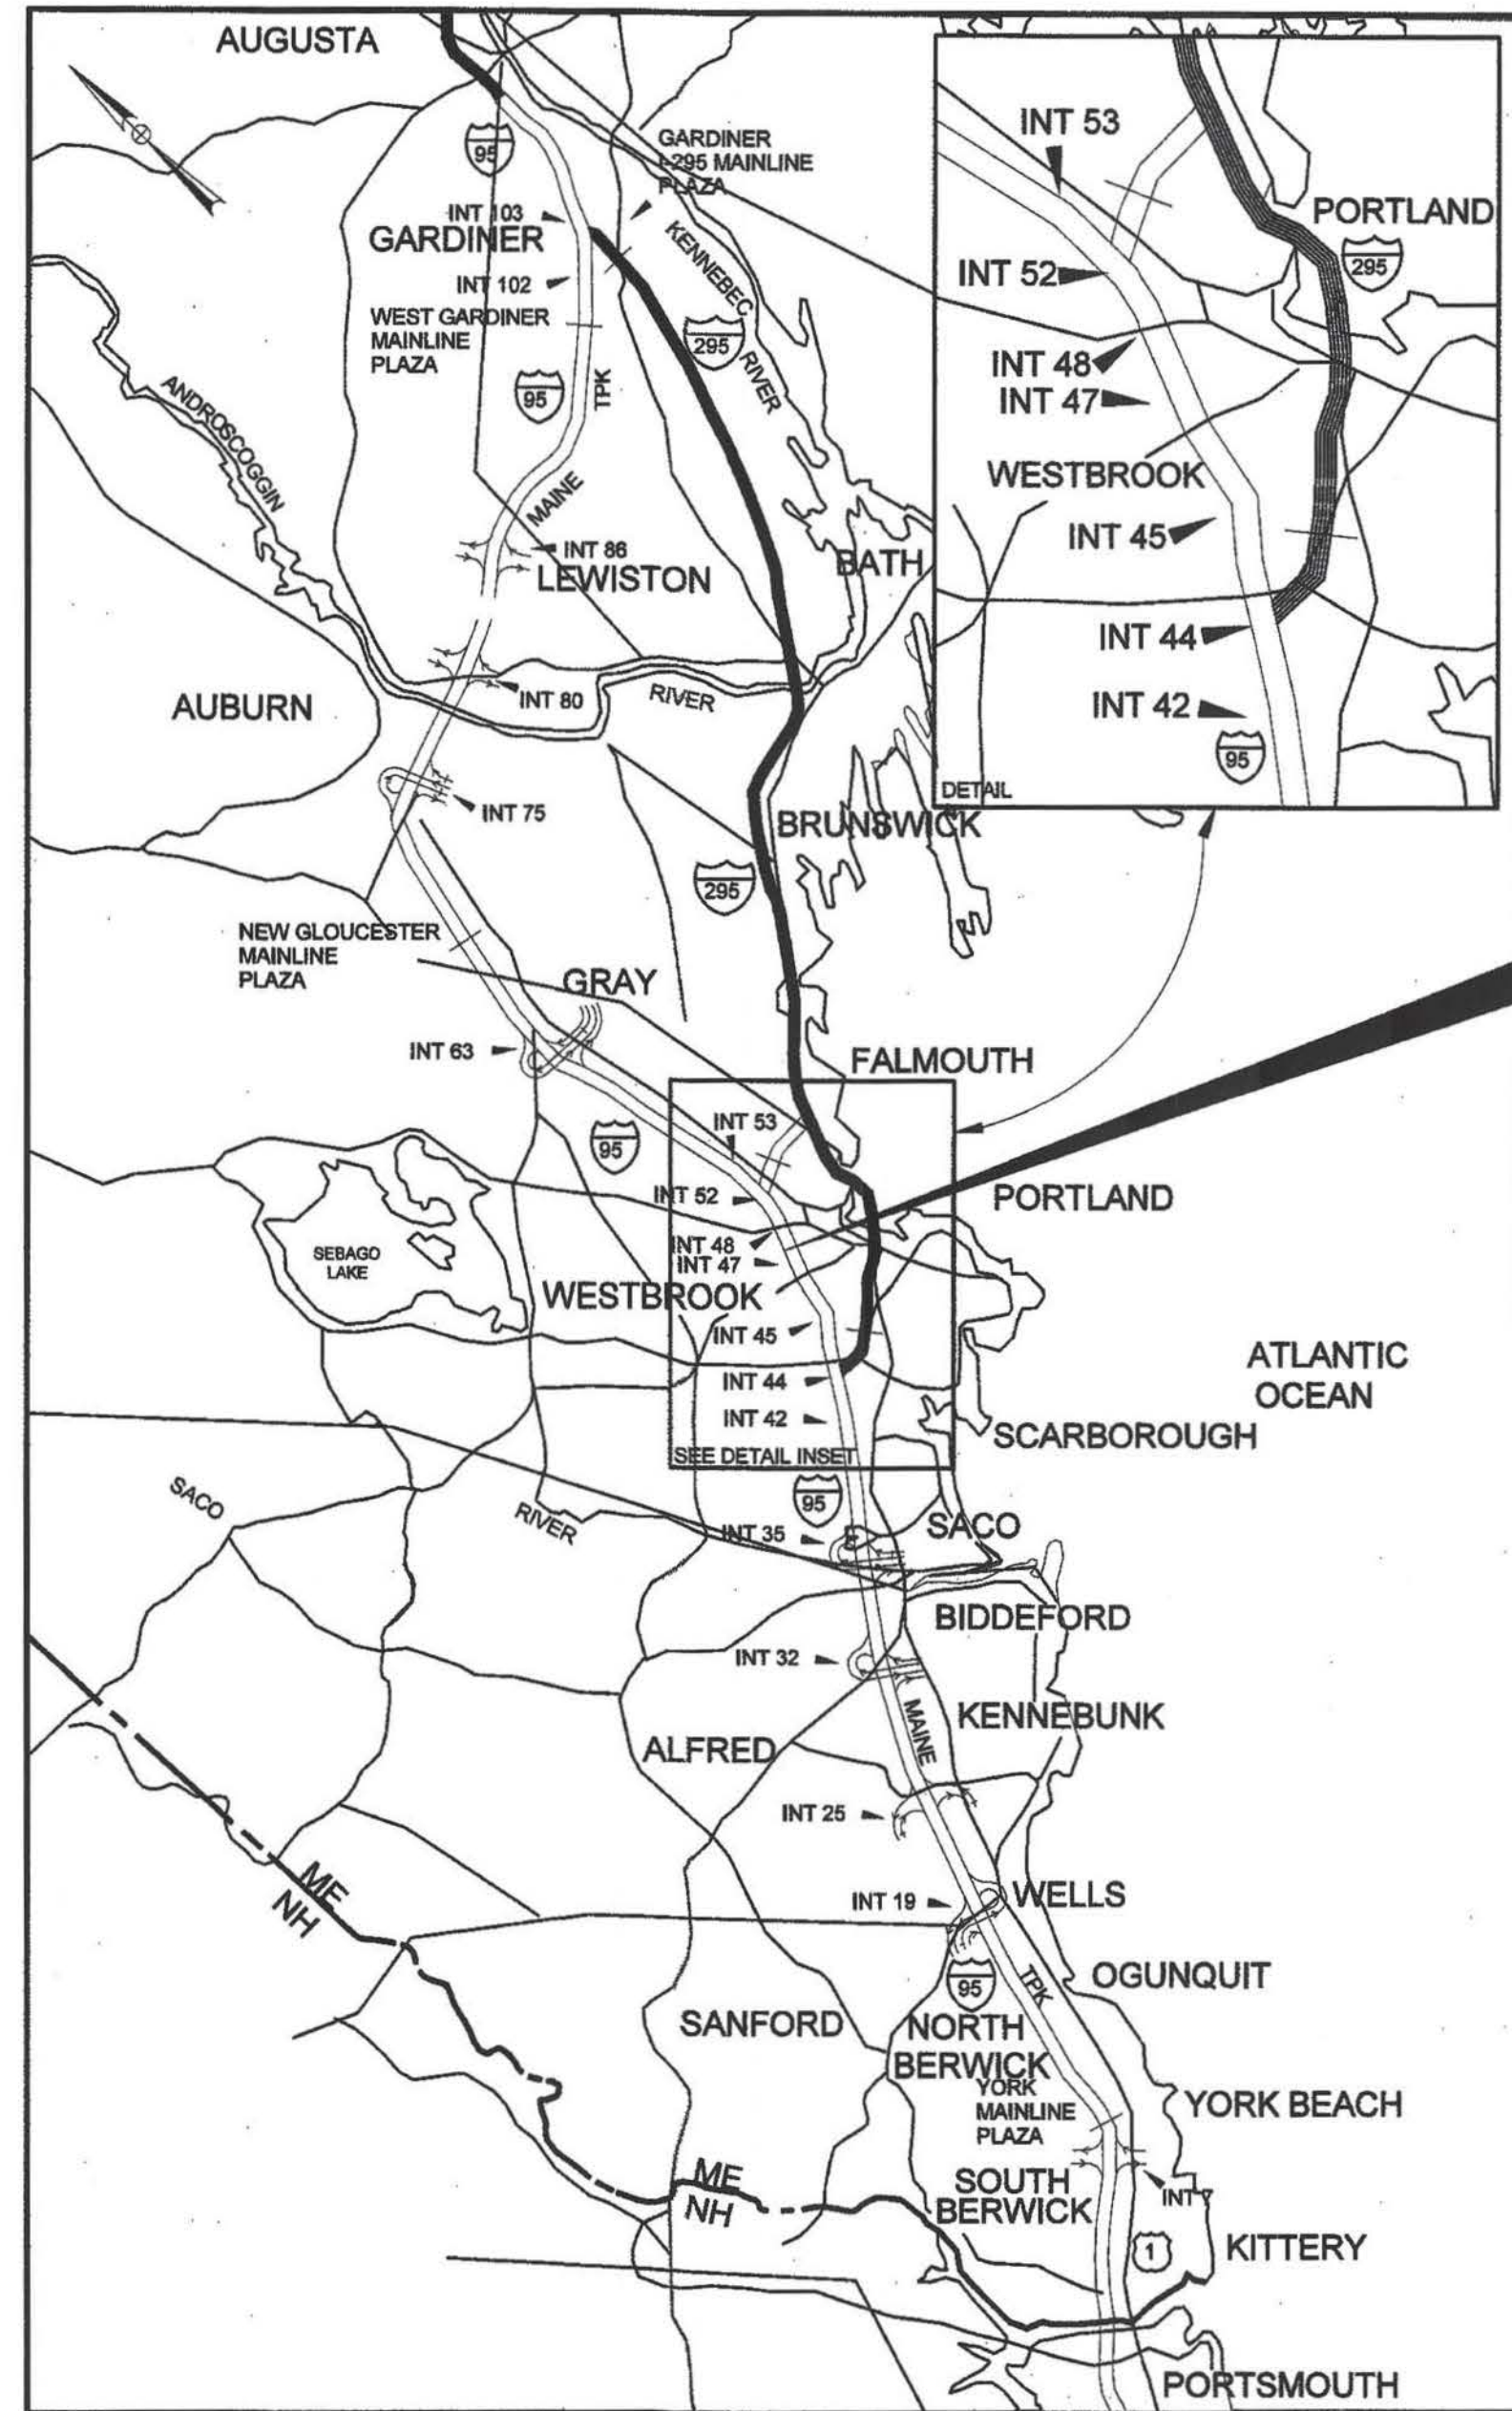 AUGUSTA
95
GARDINER
I-295 MAINLINE
PLAZA
INT 103
GARDINER
INT 102
KENNEBEC
RIVER
WEST GARDINER
MAINLINE
PLAZA
295
95
TPK
MAINE
ANDROSCOGGIN
INT 86
LEWISTON
BATH
INT 80
RIVER
AUBURN
INT 75
BRUNSWICK
295
NEW GLOUCESTER
MAINLINE
PLAZA
GRAY
INT 63
FALMOUTH
INT 53
PORTLAND
295
INT 52
INT 48
INT 47
WESTBROOK
INT 45
INT 44
INT 42
95
DETAIL
INT 53
95
INT 52
PORTLAND
INT 48
INT 47
SEBAGO
LAKE
WESTBROOK
INT 45
INT 44
INT 42
SEE DETAIL INSET
ATLANTIC
OCEAN
SCARBOROUGH
95
SACO
RIVER
INT 35
SACO
BIDDEFORD
INT 32
MAINE
KENNEBUNK
ALFRED
INT 25
ME
NH
INT 19
WELLS
95
TPK
OGUNQUIT
SANFORD
NORTH
BERWICK
YORK
MAINLINE
PLAZA
YORK BEACH
ME
NH
SOUTH
BERWICK
INT 7
1
KITTERY
PORTSMOUTH